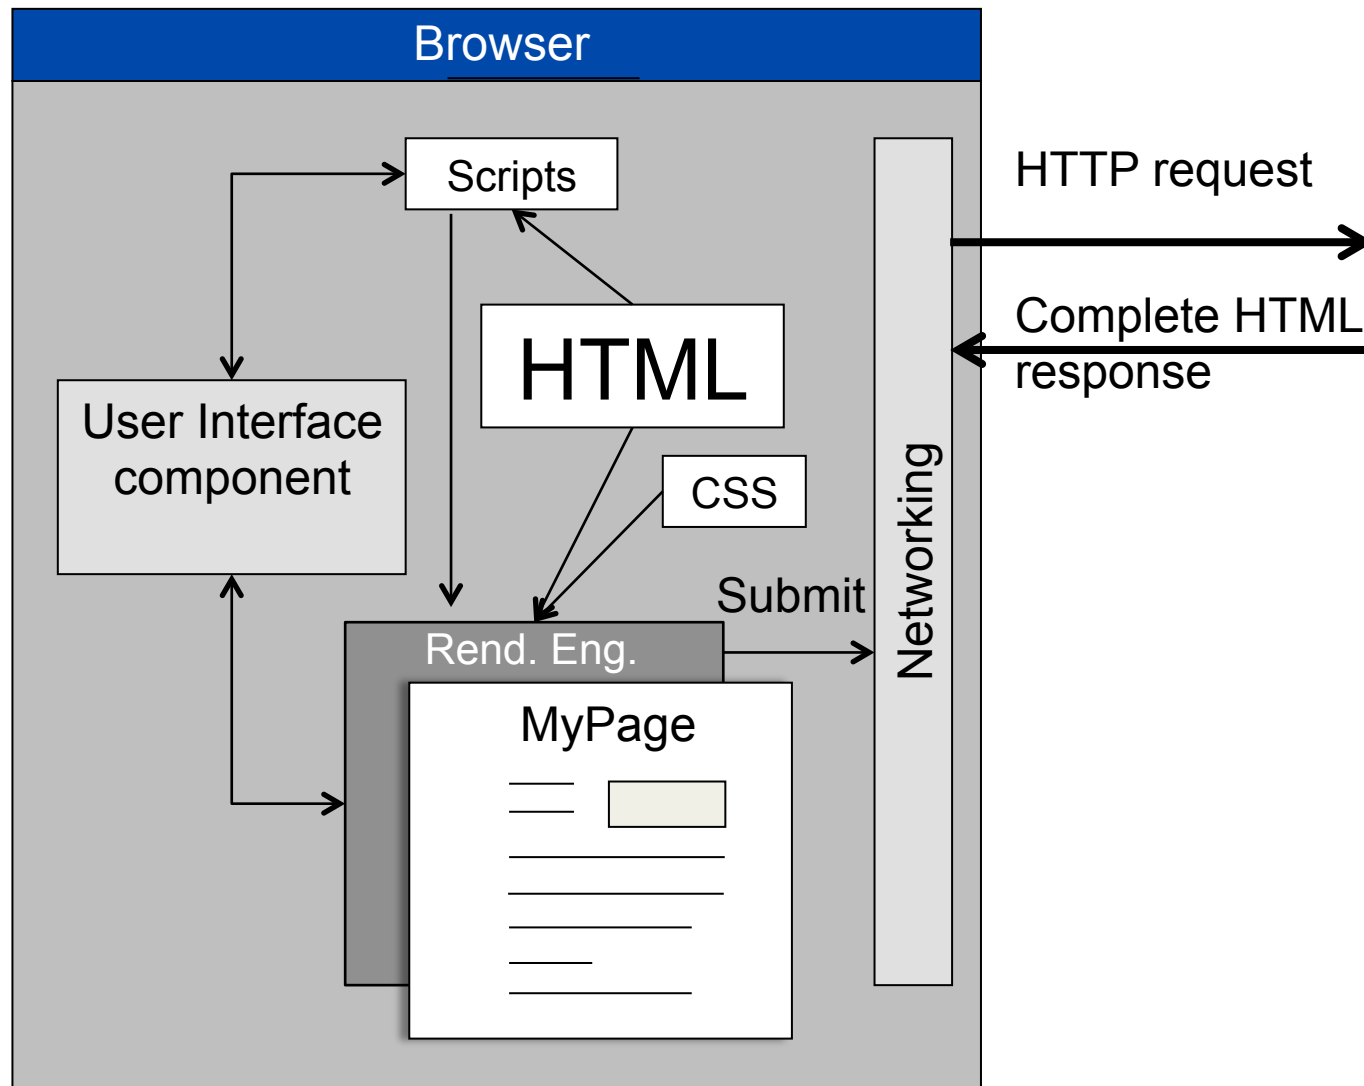 Browser
Scripts
HTTP request
HTML
Complete HTML
response
User Interface
component
CSS
Networking
Submit
Rend. Eng.
MyPage